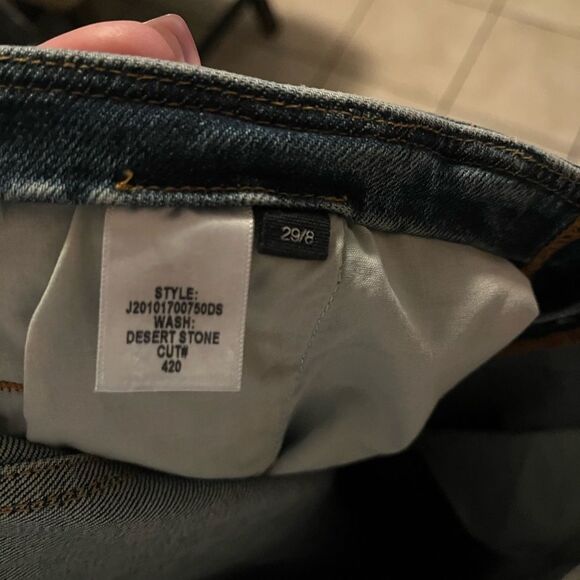 29/8
STYLE:
J20101700750DS
WASH:
DESERT STONE
CUT#
420